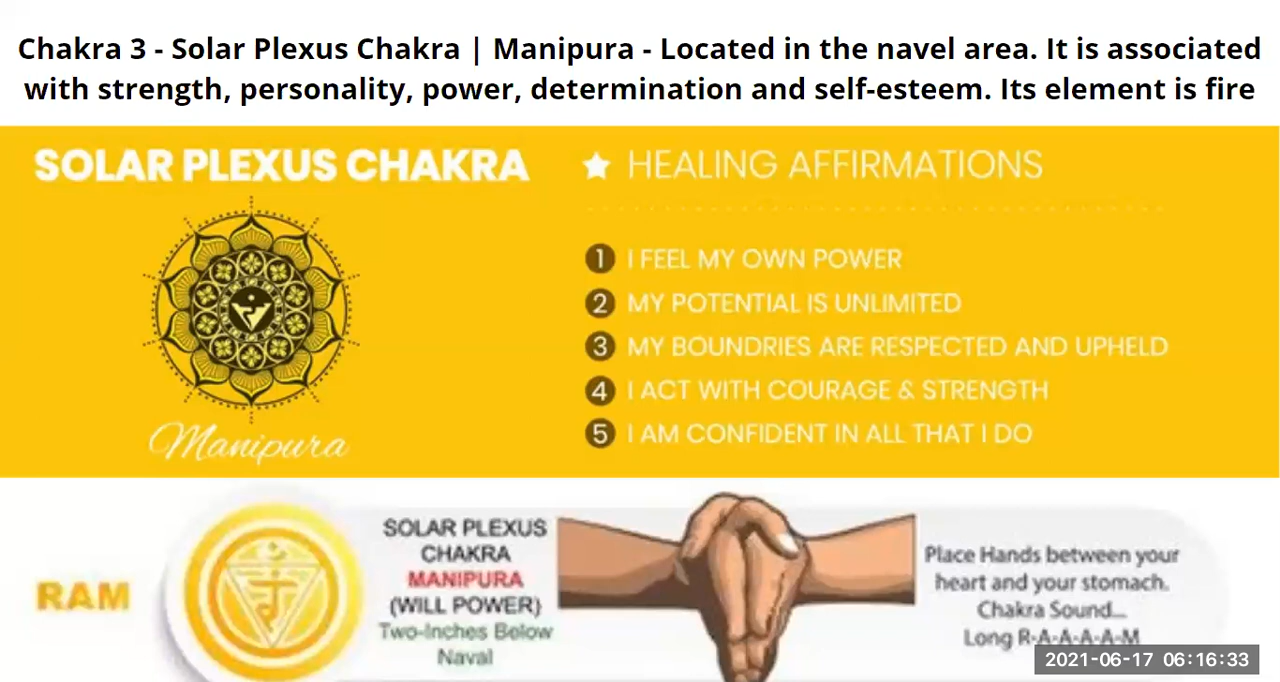 Chakra 3 - Solar Plexus Chakra | Manipura - Located in the navel area. It is associated
with strength, personality, power, determination and self-esteem. Its element is fire
SOLAR PLEXUS CHAKRA
Manipura
★ HEALING AFFIRMATIONS
1 I FEEL MY OWN POWER
2 MY POTENTIAL IS UNLIMITED
3 MY BOUNDRIES ARE RESPECTED AND UPHELD
4 I ACT WITH COURAGE & STRENGTH
5 I AM CONFIDENT IN ALL THAT I DO
RAM
SOLAR PLEXUS
CHAKRA
MANIPURA
(WILL POWER)
Two-Inches Below
Naval
Place Hands between your
heart and your stomach.
Chakra Sound...
Long R-A-A-A-A-M
2021-06-17 06:16:33